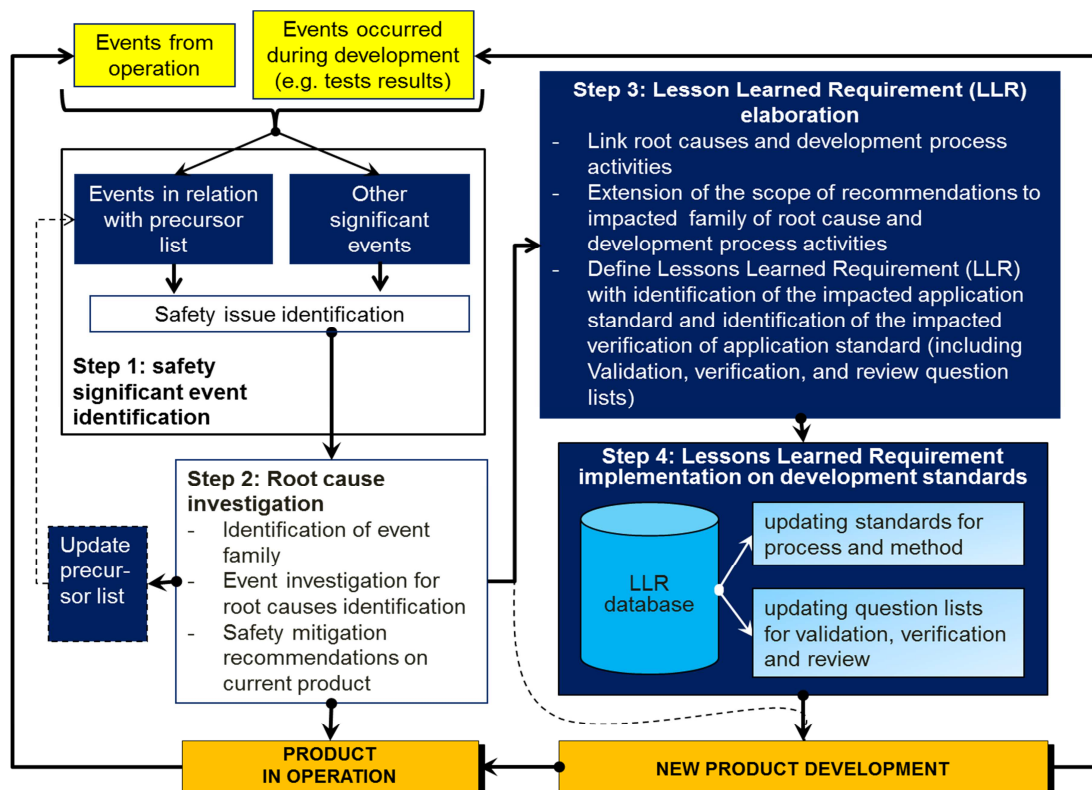 Events from
operation
Events occurred
during development
(e.g. tests results)
Events in relation
with precursor
list
Other
significant
events
Safety issue identification
Step 1: safety
significant event
identification
Step 2: Root cause
investigation
- Identification of event
family
- Event investigation for
root causes identification
- Safety mitigation
recommendations on
current product
Update
precur-
sor list
Step 3: Lesson Learned Requirement (LLR)
elaboration
- Link root causes and development process
activities
- Extension of the scope of recommendations to
impacted family of root cause and
development process activities
- Define Lessons Learned Requirement (LLR)
with identification of the impacted application
standard and identification of the impacted
verification of application standard (including
Validation, verification, and review question
lists)
Step 4: Lessons Learned Requirement
implementation on development standards
LLR
database
updating standards for
process and method
updating question lists
for validation, verification
and review
PRODUCT
IN OPERATION
NEW PRODUCT DEVELOPMENT